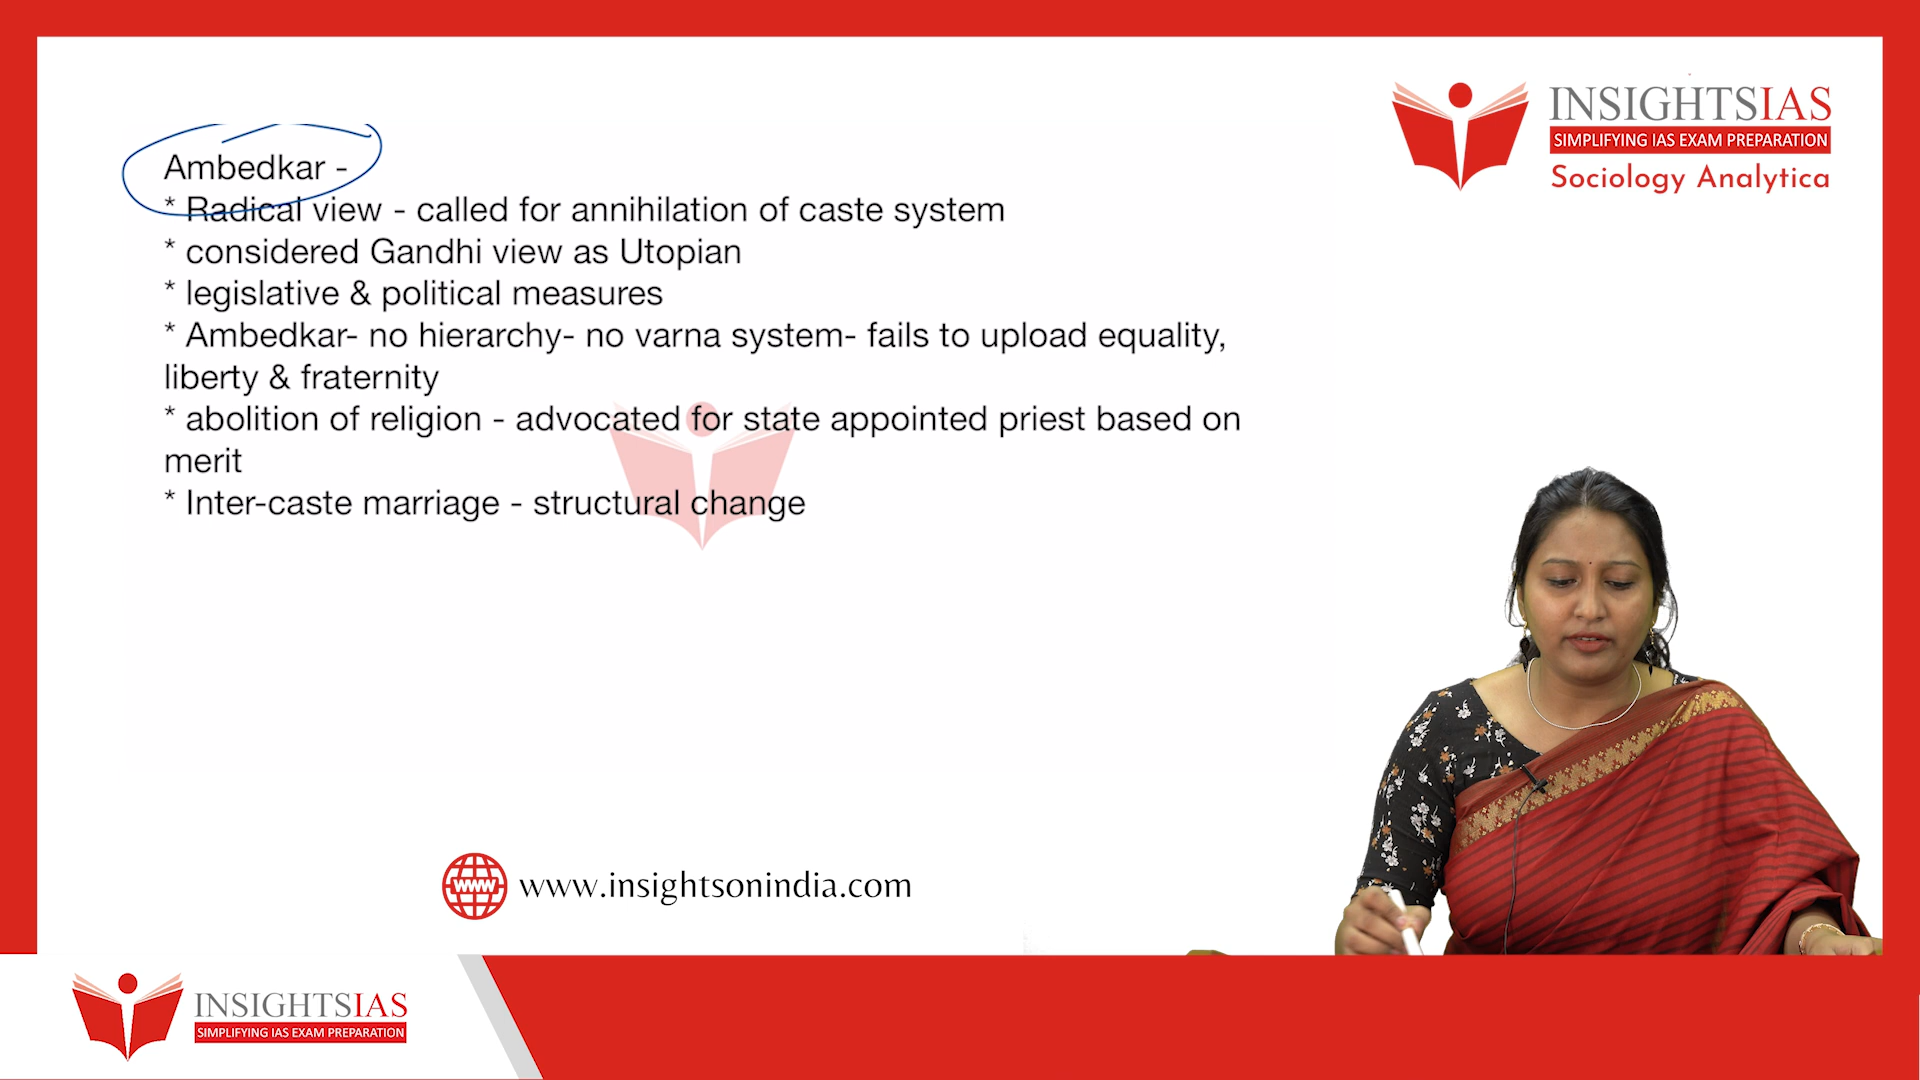 INSIGHTSIAS
SIMPLIFYING IAS EXAM PREPARATION
Sociology Analytica
Ambedkar -
* Radical view - called for annihilation of caste system
* considered Gandhi view as Utopian
* legislative & political measures
* Ambedkar- no hierarchy- no varna system- fails to upload equality,
liberty & fraternity
* abolition of religion - advocated for state appointed priest based on
merit
* Inter-caste marriage - structural change
www
www.insightsonindia.com
INSIGHTSIAS
SIMPLIFYING IAS EXAM PREPARATION